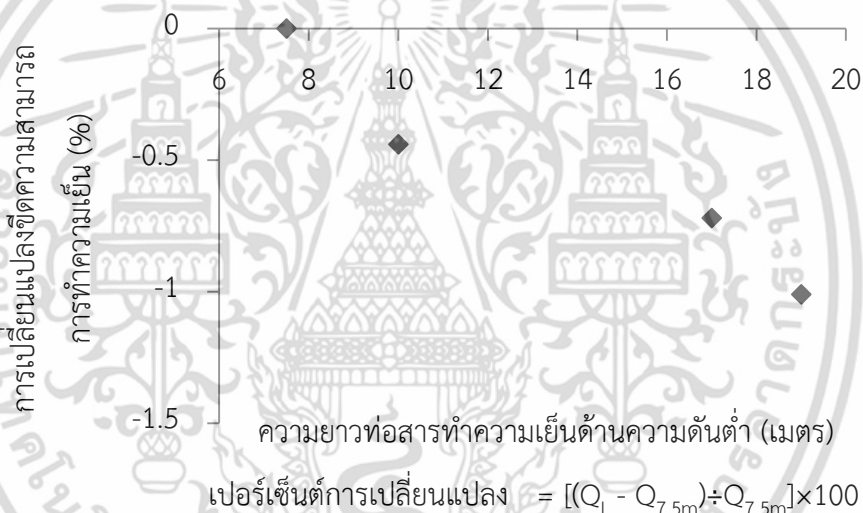 0
6 8 10 12 14 16 18 20
-0.5
-1
-1.5
การเปลี่ยนแปลงขีดความสามารถ
การทำความเย็น (%)
ความยาวท่อสารทำความเย็นด้านความดันต่ำ (เมตร)
เปอร์เซ็นต์การเปลี่ยนแปลง = [(Q_L - Q_7.5m)÷Q_7.5m]×100